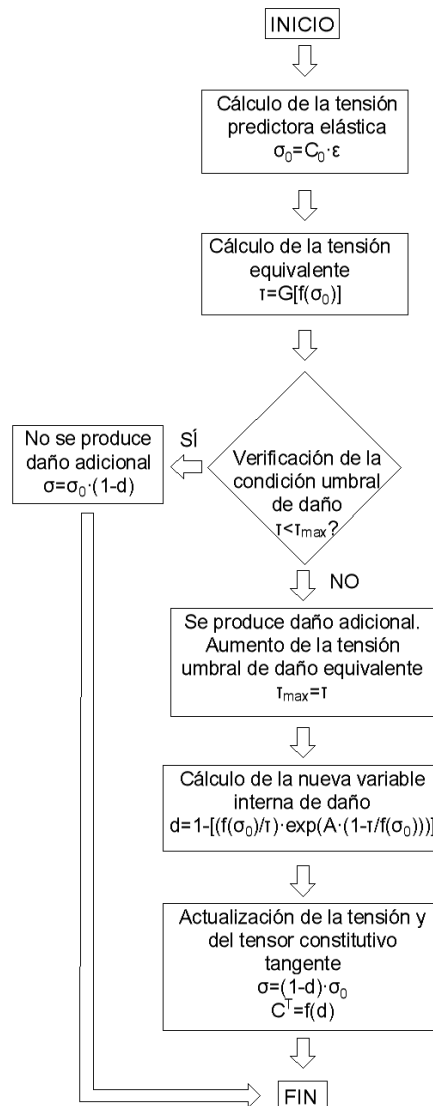 INICIO
Cálculo de la tensión
predictora elástica
σ₀=C₀·ε
Cálculo de la tensión
equivalente
τ=G[f(σ₀)]
Verificación de la
condición umbral
de daño
τ<τmax?
SÍ
No se produce
daño adicional
σ=σ₀·(1-d)
NO
Se produce daño adicional.
Aumento de la tensión
umbral de daño equivalente
τmax=τ
Cálculo de la nueva variable
interna de daño
d=1-[(f(σ₀)/τ)·exp(A·(1-τ/f(σ₀)))]
Actualización de la tensión y
del tensor constitutivo
tangente
σ=(1-d)·σ₀
Cᵀ=f(d)
FIN